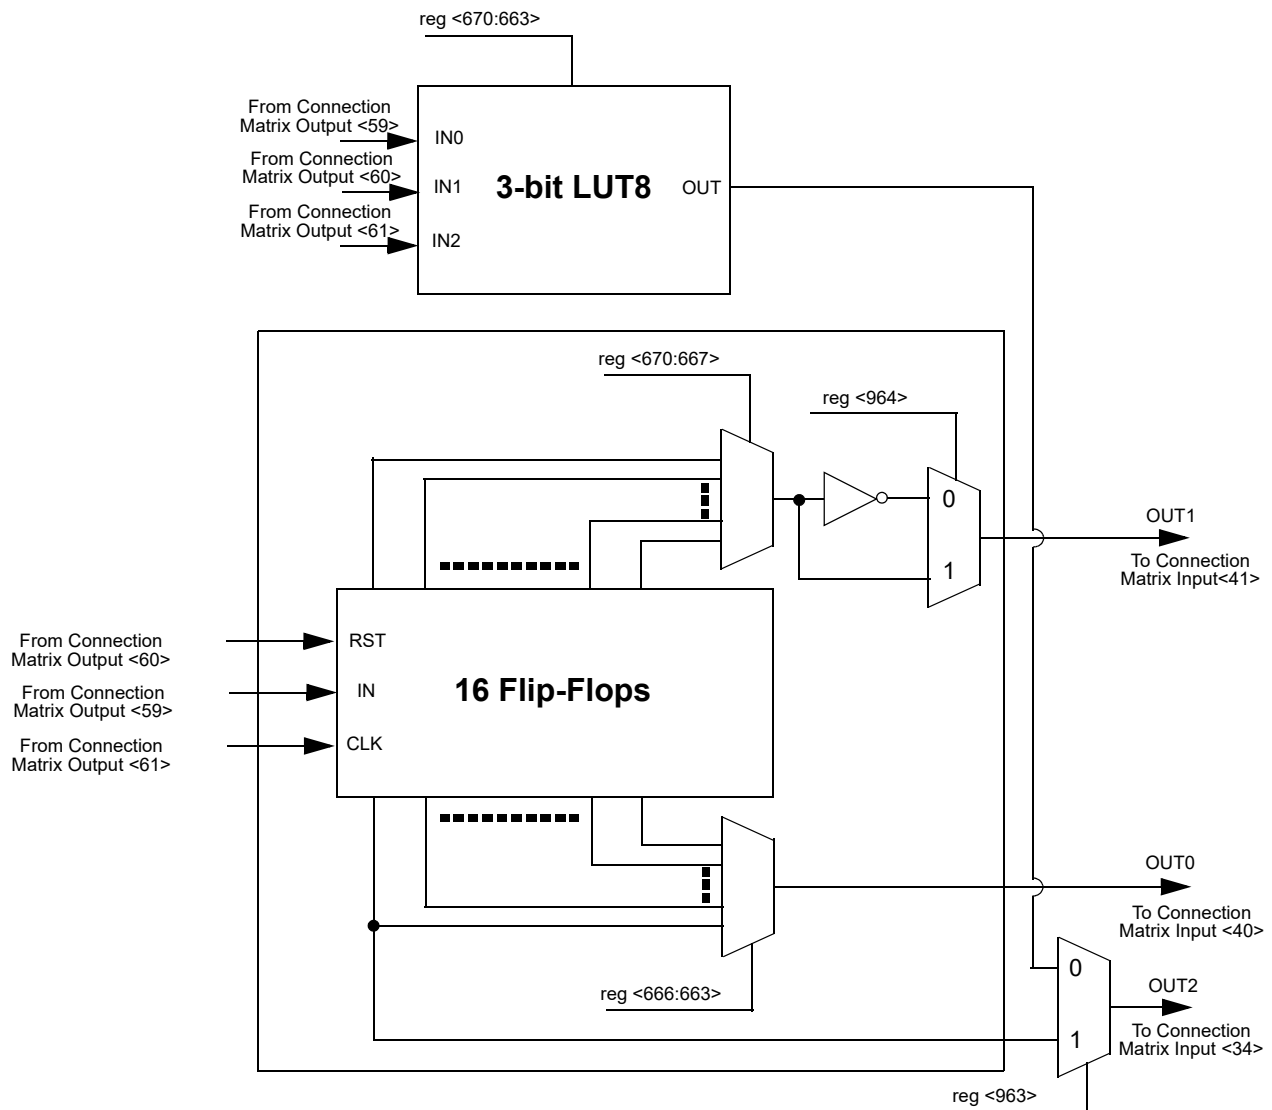 reg <670:663>
From Connection
Matrix Output <59>
IN0
From Connection
Matrix Output <60>
IN1
3-bit LUT8
OUT
From Connection
Matrix Output <61>
IN2
reg <670:667>
reg <964>
0
OUT1
1
To Connection
Matrix Input<41>
From Connection
Matrix Output <60>
RST
From Connection
Matrix Output <59>
IN
16 Flip-Flops
From Connection
Matrix Output <61>
CLK
OUT0
To Connection
Matrix Input <40>
0
OUT2
reg <666:663>
1
To Connection
Matrix Input <34>
reg <963>